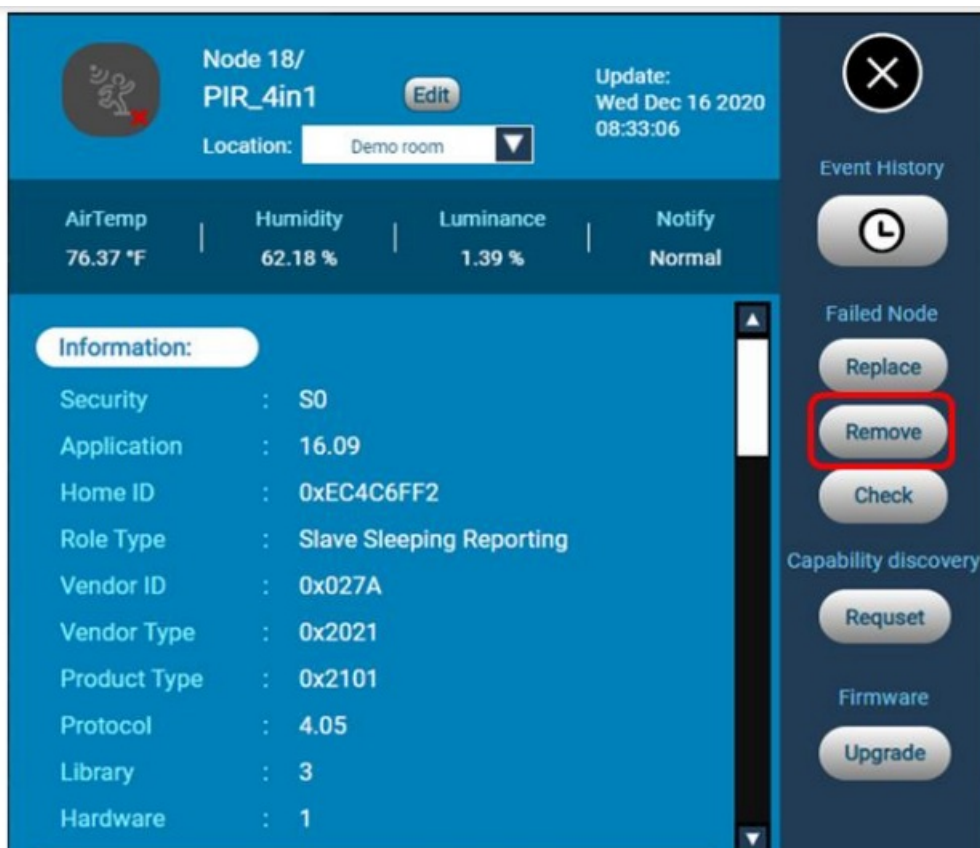 Node 18/
PIR_4in1
Edit
Location:
Demo room
Update:
Wed Dec 16 2020
08:33:06
AirTemp
76.37 °F
Humidity
62.18 %
Luminance
1.39 %
Notify
Normal
Information:
Security : S0
Application : 16.09
Home ID : 0xEC4C6FF2
Role Type : Slave Sleeping Reporting
Vendor ID : 0x027A
Vendor Type : 0x2021
Product Type : 0x2101
Protocol : 4.05
Library : 3
Hardware : 1
Event History
Failed Node
Replace
Remove
Check
Capability discovery
Requset
Firmware
Upgrade